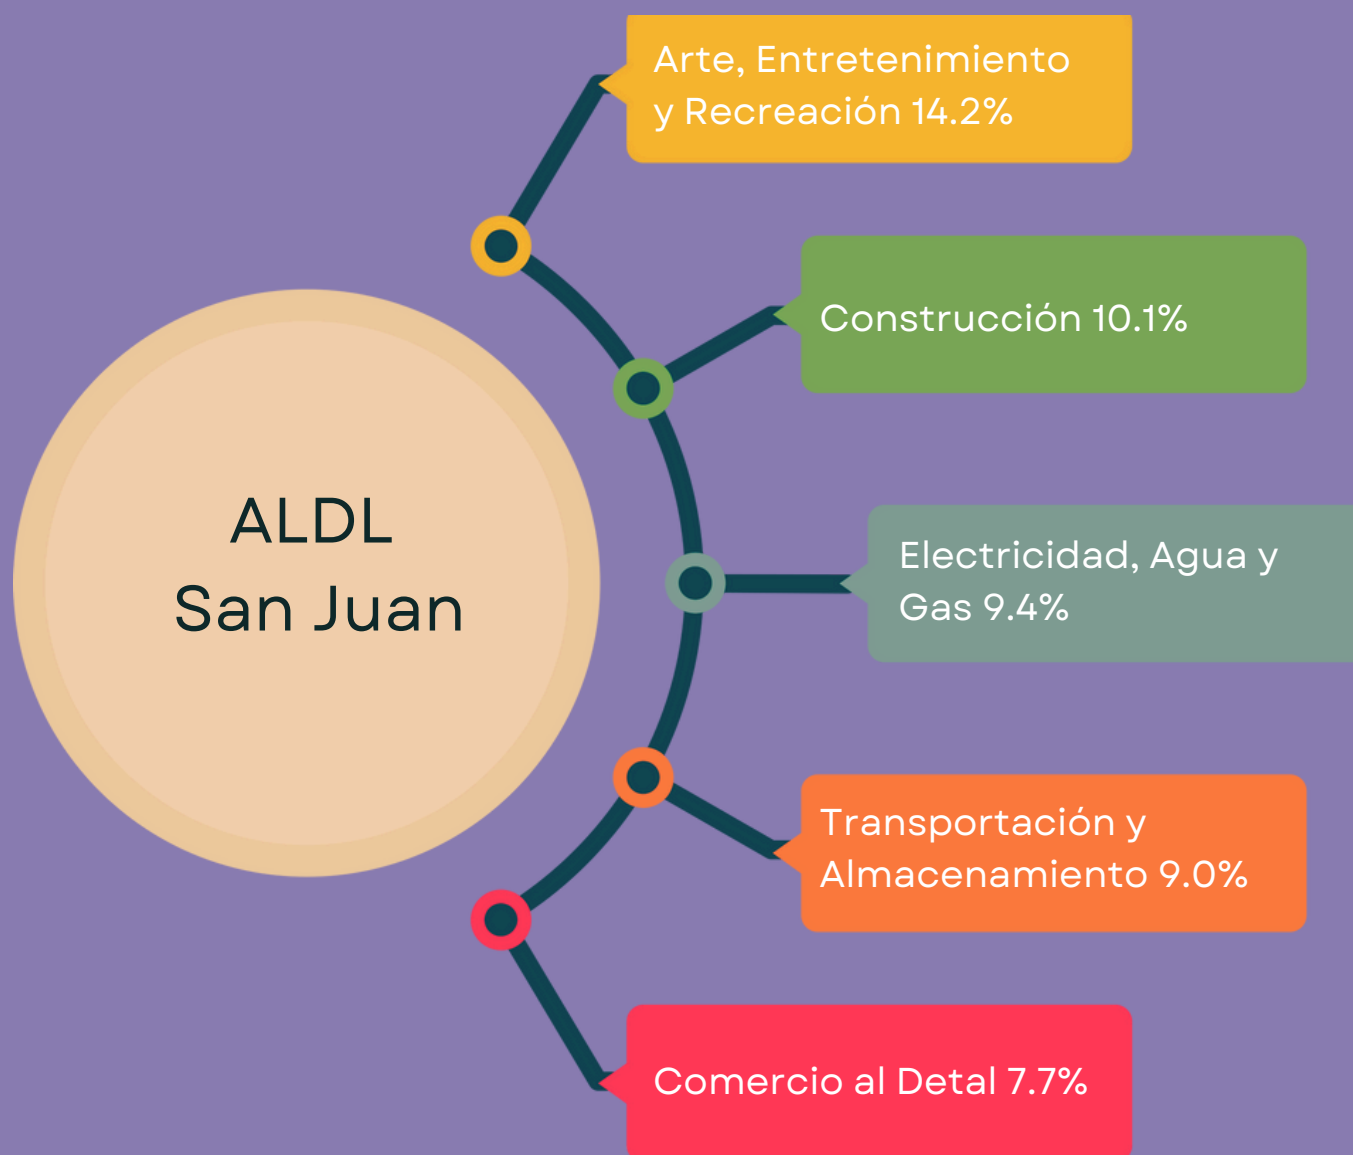 Arte, Entretenimiento
y Recreación 14.2%
Construcción 10.1%
ALDL
San Juan
Electricidad, Agua y
Gas 9.4%
Transportación y
Almacenamiento 9.0%
Comercio al Detal 7.7%